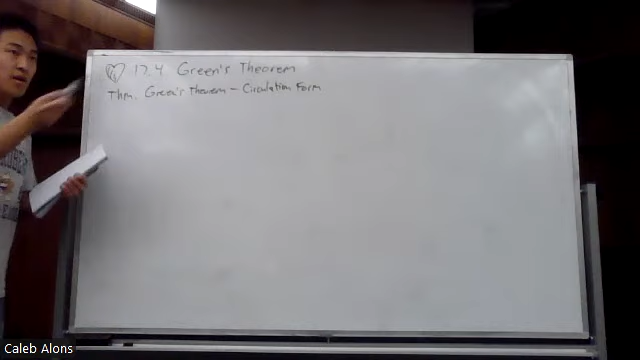 17.4 Green's Theorem
Thm. Green's Theorem - Circulation Form
Caleb Alons